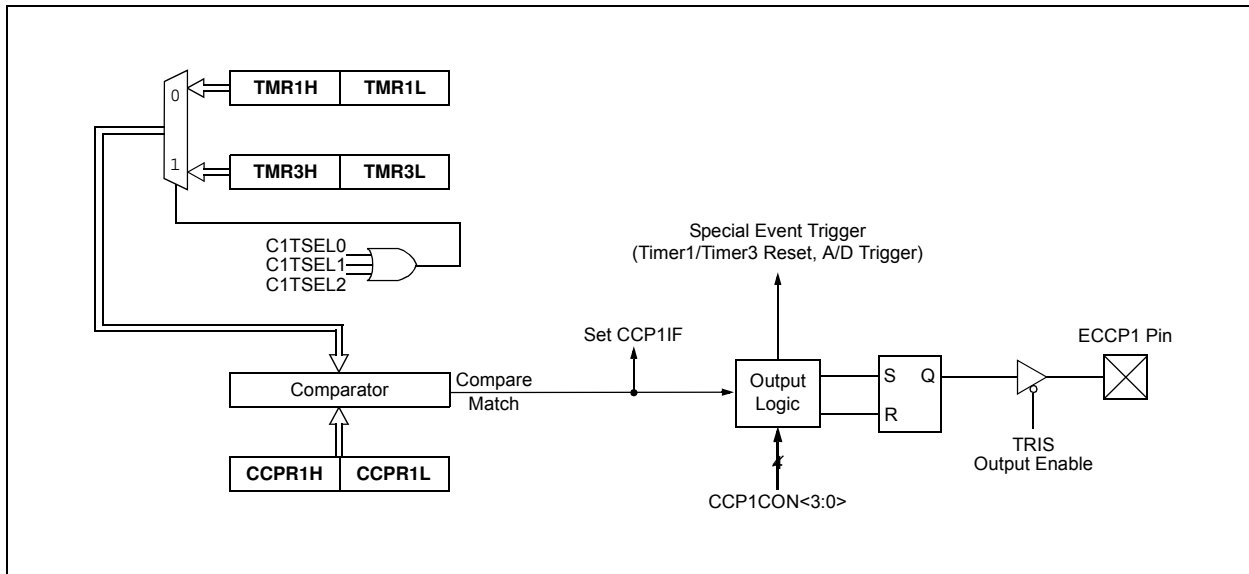 0
TMR1H TMR1L
1
TMR3H TMR3L
C1TSEL0
C1TSEL1
C1TSEL2
Special Event Trigger
(Timer1/Timer3 Reset, A/D Trigger)
Set CCP1IF
ECCP1 Pin
Comparator
Compare
Match
Output
Logic
S Q
R
TRIS
Output Enable
CCPR1H CCPR1L
4
CCP1CON<3:0>